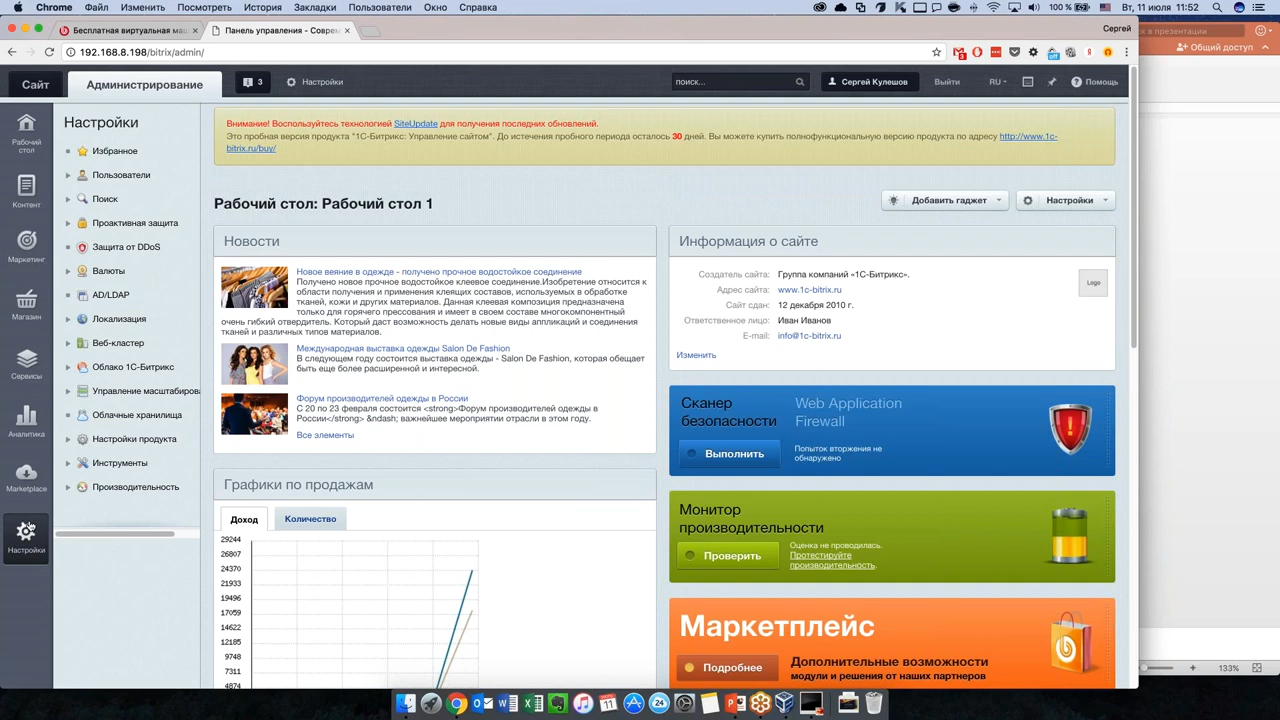 Chrome Файл Изменить Посмотреть История Закладки Пользователи Окно Справка
100 % Вт, 11 июля 11:52
Бесплатная виртуальная маш
Панель управления - Соврем
Сергей
192.168.8.198/bitrix/admin/
к в презентации
Общий доступ
Сайт
Администрирование
3
Настройки
поиск...
Сергей Кулешов
Выйти
RU
Помощь
Рабочий
стол
Контент
Маркетинг
Магазин
Сервисы
Аналитика
Marketplace
Настройки
Настройки
Избранное
Пользователи
Поиск
Проактивная защита
Защита от DDoS
Валюты
AD/LDAP
Локализация
Веб-кластер
Облако 1С-Битрикс
Управление масштабирова
Облачные хранилища
Настройки продукта
Инструменты
Производительность
Внимание! Воспользуйтесь технологией SiteUpdate для получения последних обновлений.
Это пробная версия продукта "1С-Битрикс: Управление сайтом". До истечения пробного периода осталось 30 дней. Вы можете купить полнофункциональную версию продукта по адресу http://www.1c-
bitrix.ru/buy/
Рабочий стол: Рабочий стол 1
Добавить гаджет
Настройки
Новости
Новое веяние в одежде - получено прочное водостойкое соединение
Получено новое прочное водостойкое клеевое соединение.Изобретение относится к
области получения и применения клеящих составов, используемых в обработке
тканей, кожи и других материалов. Данная клеевая композиция предназначена
только для горячего прессования и имеет в своем составе многокомпонентный
очень гибкий отвердитель. Который даст возможность делать новые виды аппликаций и соединения
тканей и различных типов материалов.
Международная выставка одежды Salon De Fashion
В следующем году состоится выставка одежды - Salon De Fashion, которая обещает
быть еще более расширенной и интересной.
Форум производителей одежды в России
С 20 по 23 февраля состоится <strong>Форум производителей одежды в
России</strong> &ndash; важнейшее мероприятии отрасли в этом году.
Все элементы
Графики по продажам
Доход
Количество
29244
26807
24370
21933
19496
17059
14622
12185
9748
7311
4874
Информация о сайте
Создатель сайта: Группа компаний «1С-Битрикс».
Адрес сайта: www.1c-bitrix.ru
Сайт сдан: 12 декабря 2010 г.
Ответственное лицо: Иван Иванов
E-mail: info@1c-bitrix.ru
Logo
Изменить
Сканер
безопасности
Web Application
Firewall
Выполнить
Попыток вторжения не
обнаружено
Монитор
производительности
Проверить
Оценка не проводилась.
Протестируйте
производительность.
Маркетплейс
Подробнее
Дополнительные возможности
модули и решения от наших партнеров
133%